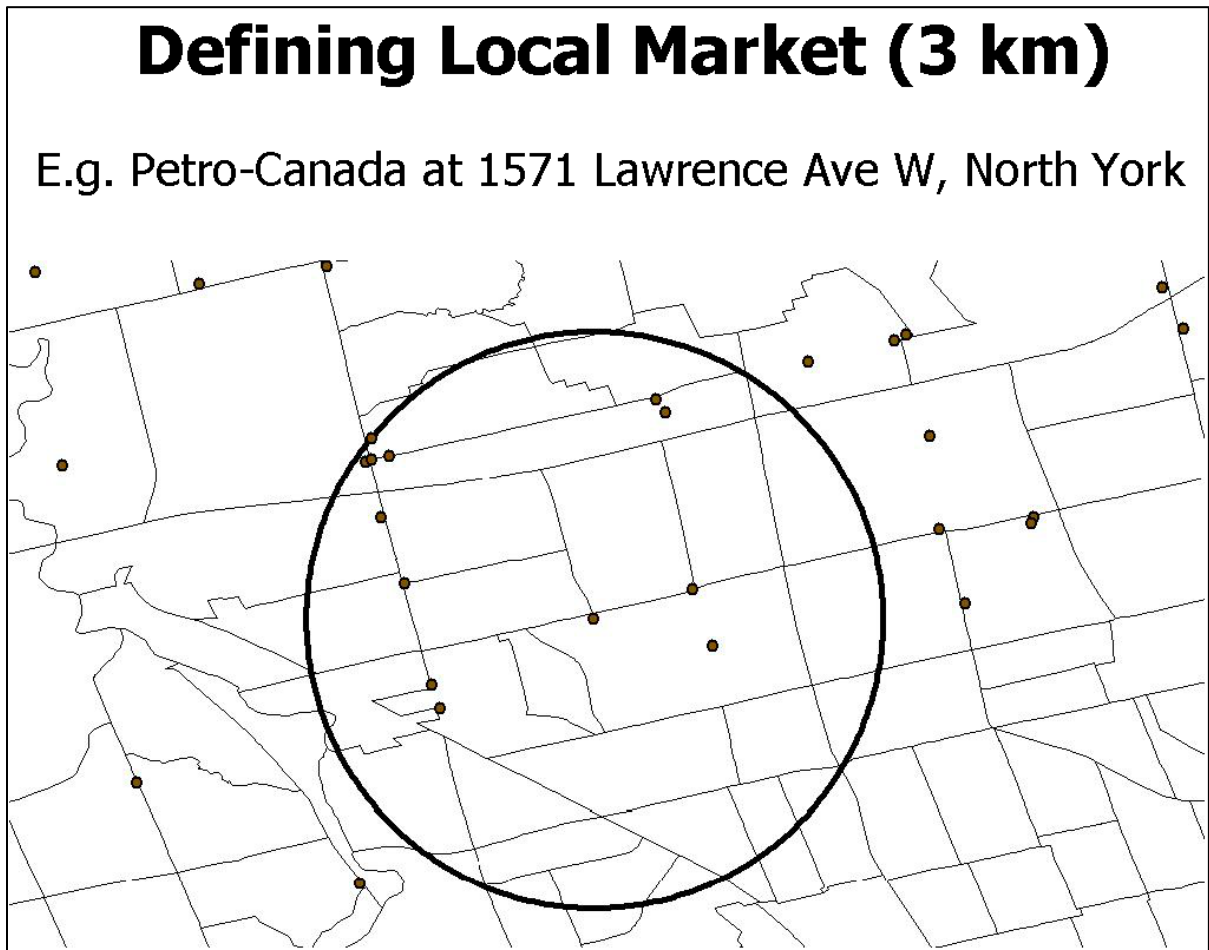 Defining Local Market (3 km)
E.g. Petro-Canada at 1571 Lawrence Ave W, North York